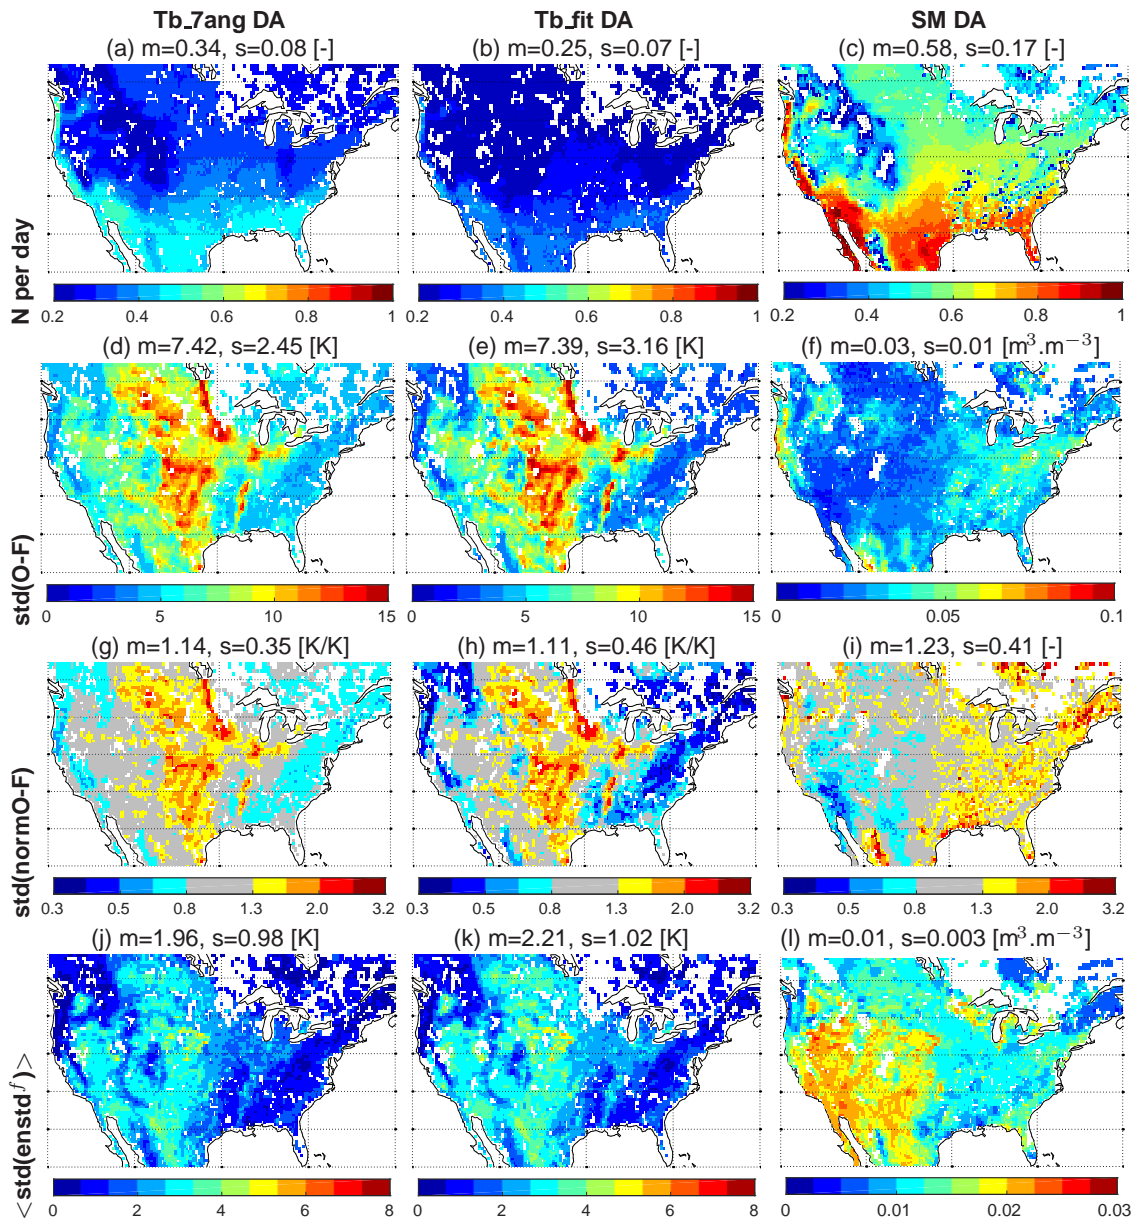 Tb_7ang DA Tb_fit DA SM DA
(a) m=0.34, s=0.08 [-] (b) m=0.25, s=0.07 [-] (c) m=0.58, s=0.17 [-]
N per day
0.2 0.4 0.6 0.8 1 0.2 0.4 0.6 0.8 1 0.2 0.4 0.6 0.8 1
(d) m=7.42, s=2.45 [K] (e) m=7.39, s=3.16 [K] (f) m=0.03, s=0.01 [m³.m⁻³]
std(O-F)
0 5 10 15 0 5 10 15 0 0.05 0.1
(g) m=1.14, s=0.35 [K/K] (h) m=1.11, s=0.46 [K/K] (i) m=1.23, s=0.41 [-]
std(normO-F)
0.3 0.5 0.8 1.3 2.0 3.2 0.3 0.5 0.8 1.3 2.0 3.2 0.3 0.5 0.8 1.3 2.0 3.2
(j) m=1.96, s=0.98 [K] (k) m=2.21, s=1.02 [K] (l) m=0.01, s=0.003 [m³.m⁻³]
<std(enstdᶠ)>
0 2 4 6 8 0 2 4 6 8 0 0.01 0.02 0.03